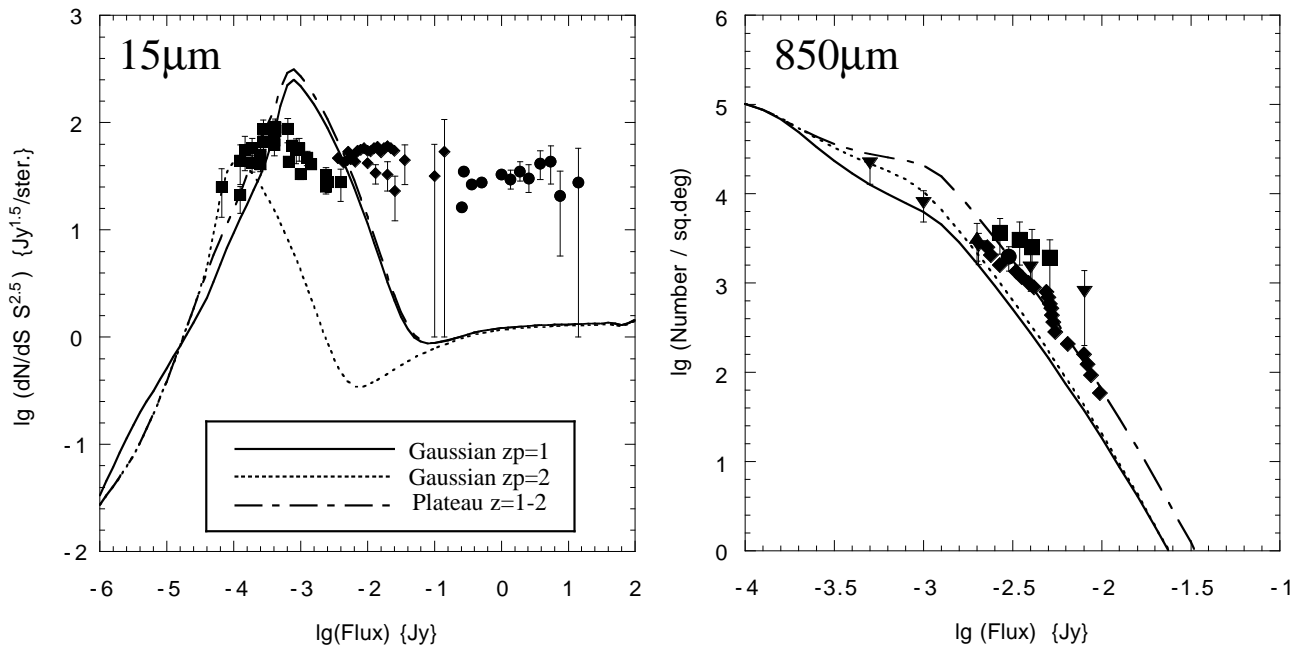 15μm
lg (dN/dS S^2.5) {Jy^1.5/ster.}
3
2
1
0
-1
-2
Gaussian zp=1
Gaussian zp=2
Plateau z=1-2
-6 -5 -4 -3 -2 -1 0 1 2
lg(Flux) {Jy}
850μm
lg (Number / sq.deg)
6
5
4
3
2
1
0
-4 -3.5 -3 -2.5 -2 -1.5 -1
lg (Flux) {Jy}